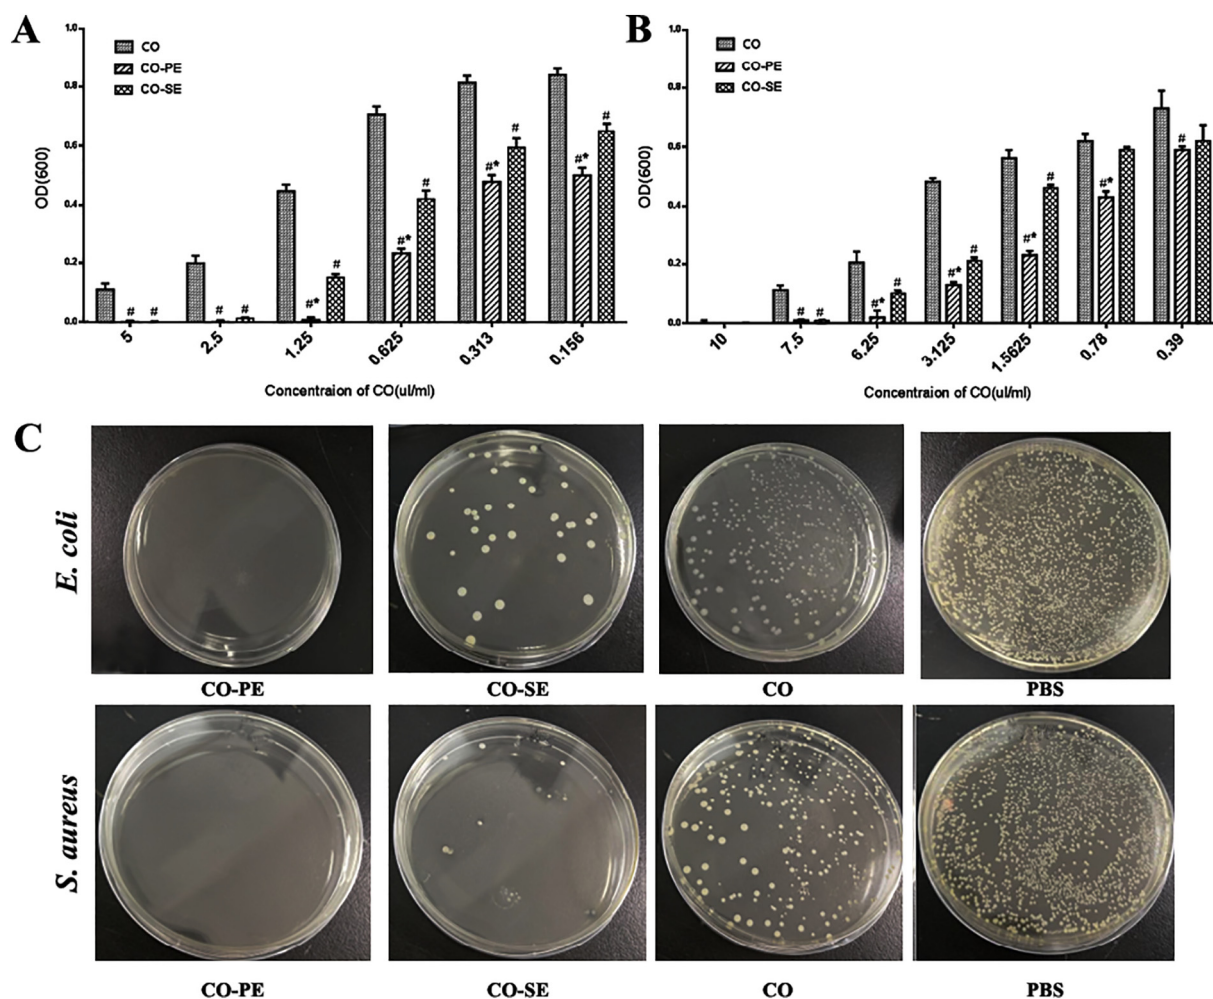 A
1.0
0.8
0.6
0.4
0.2
0.0
OD(600)
CO
CO-PE
CO-SE
# #
# #
#* #
#* #
#* #
#* #
5 2.5 1.25 0.625 0.313 0.156
Concentraion of CO(ul/ml)
B
1.0
0.8
0.6
0.4
0.2
0.0
OD(600)
CO
CO-PE
CO-SE
# #
#* #
#* #
#* #
#*
#
10 7.5 6.25 3.125 1.5625 0.78 0.39
Concentraion of CO(ul/ml)
C
E. coli
CO-PE CO-SE CO PBS
S. aureus
CO-PE CO-SE CO PBS